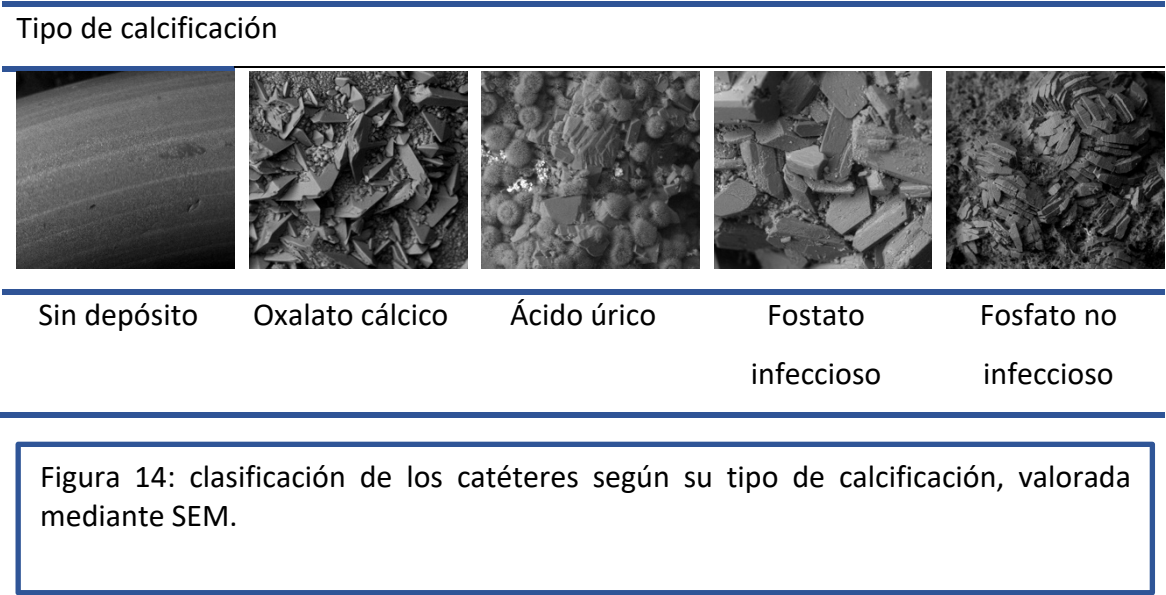 Tipo de calcificación
Sin depósito Oxalato cálcico Ácido úrico Fostato Fosfato no
infeccioso infeccioso
Figura 14: clasificación de los catéteres según su tipo de calcificación, valorada
mediante SEM.